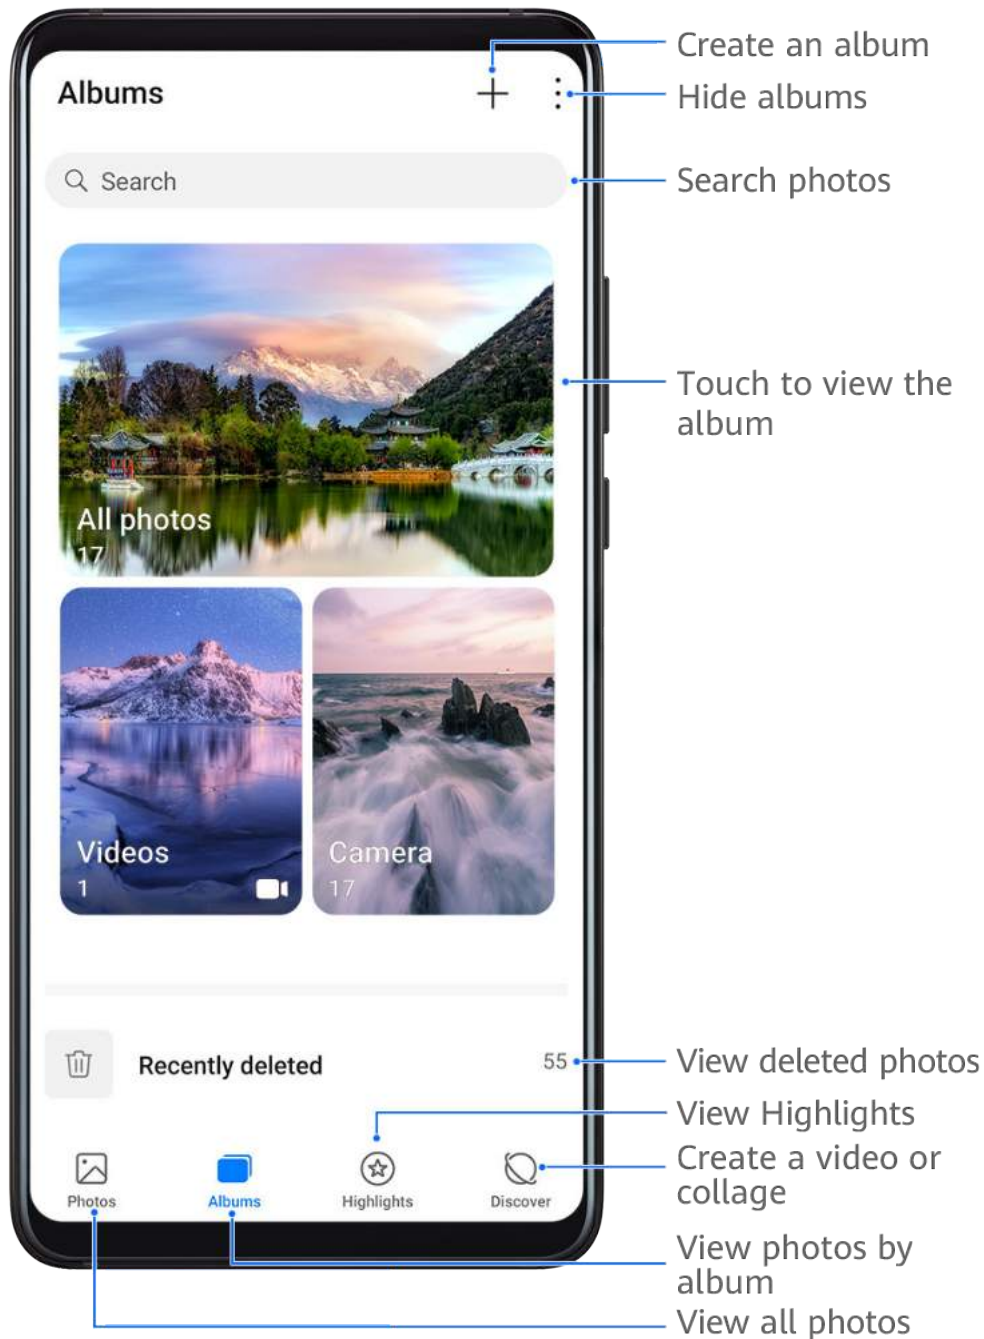 Create an album
Albums
Hide albums
Search
Search photos
Touch to view the
album
All photos
17
Videos
1
Camera
17
Recently deleted
55
View deleted photos
View Highlights
Create a video or
collage
Photos
Albums
Highlights
Discover
View photos by
album
View all photos